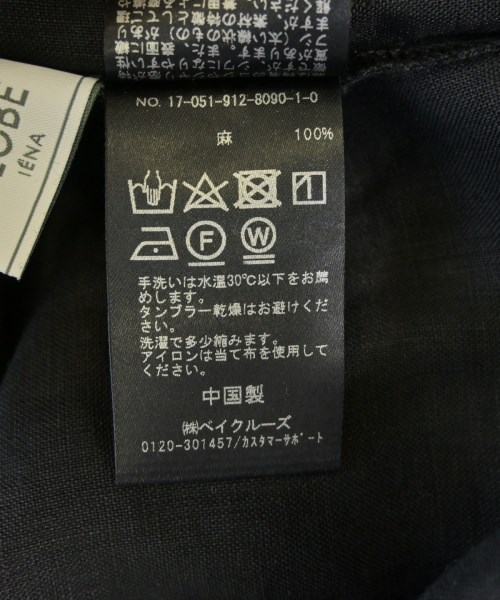 LOBE
IÉNA
NO. 17-051-912-8090-1-0
麻 100%
F
W
手洗いは水温30℃以下をお薦
めします。
タンブラー乾燥はお避けくだ
さい。
洗濯で多少縮みます。
アイロンは当て布を使用して
ください。
中国製
㈱ベイクルーズ
0120-301457/カスタマーサポート